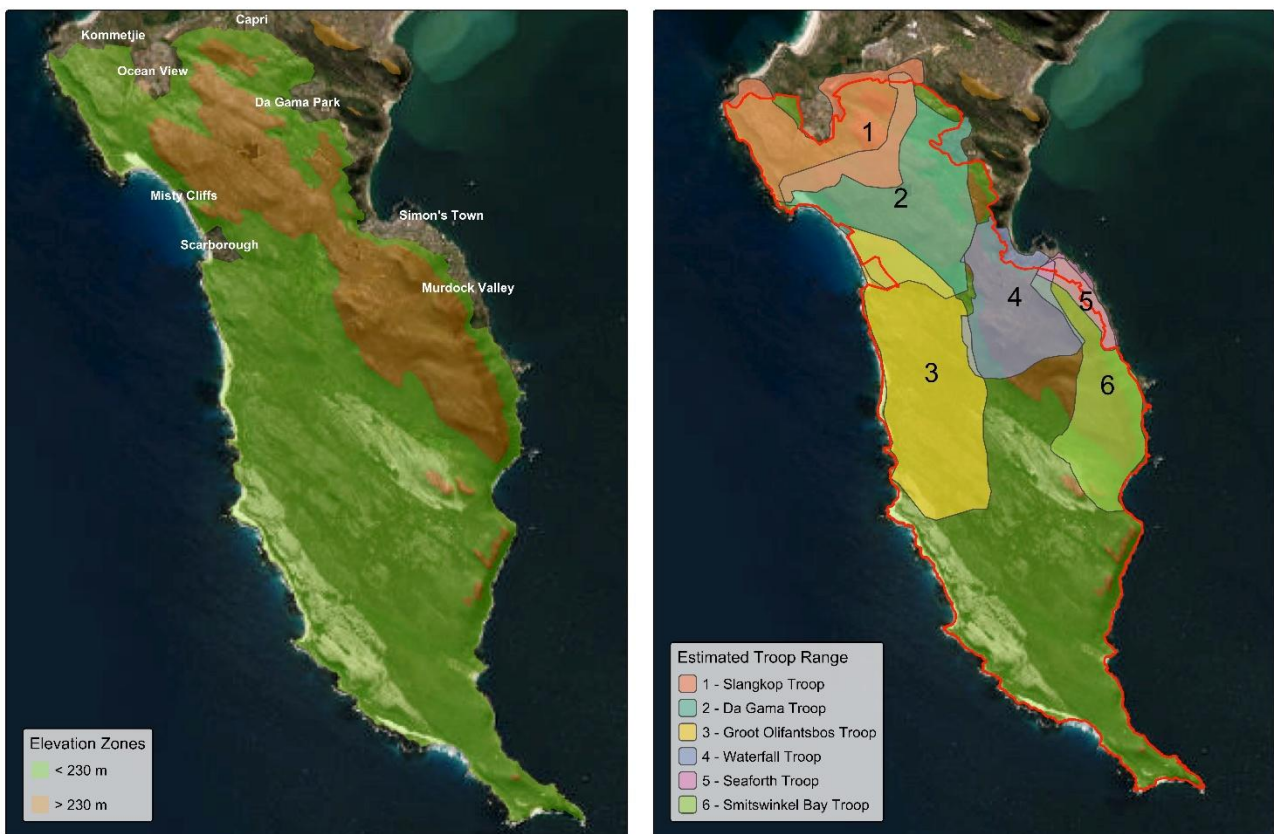 Capri
Kommetjie
Ocean View
Da Gama Park
Misty Cliffs
Simon's Town
Scarborough
Murdock Valley
Elevation Zones
< 230 m
> 230 m
1
2
3
4
5
6
Estimated Troop Range
1 - Slangkop Troop
2 - Da Gama Troop
3 - Groot Olifantsbos Troop
4 - Waterfall Troop
5 - Seaforth Troop
6 - Smitswinkel Bay Troop